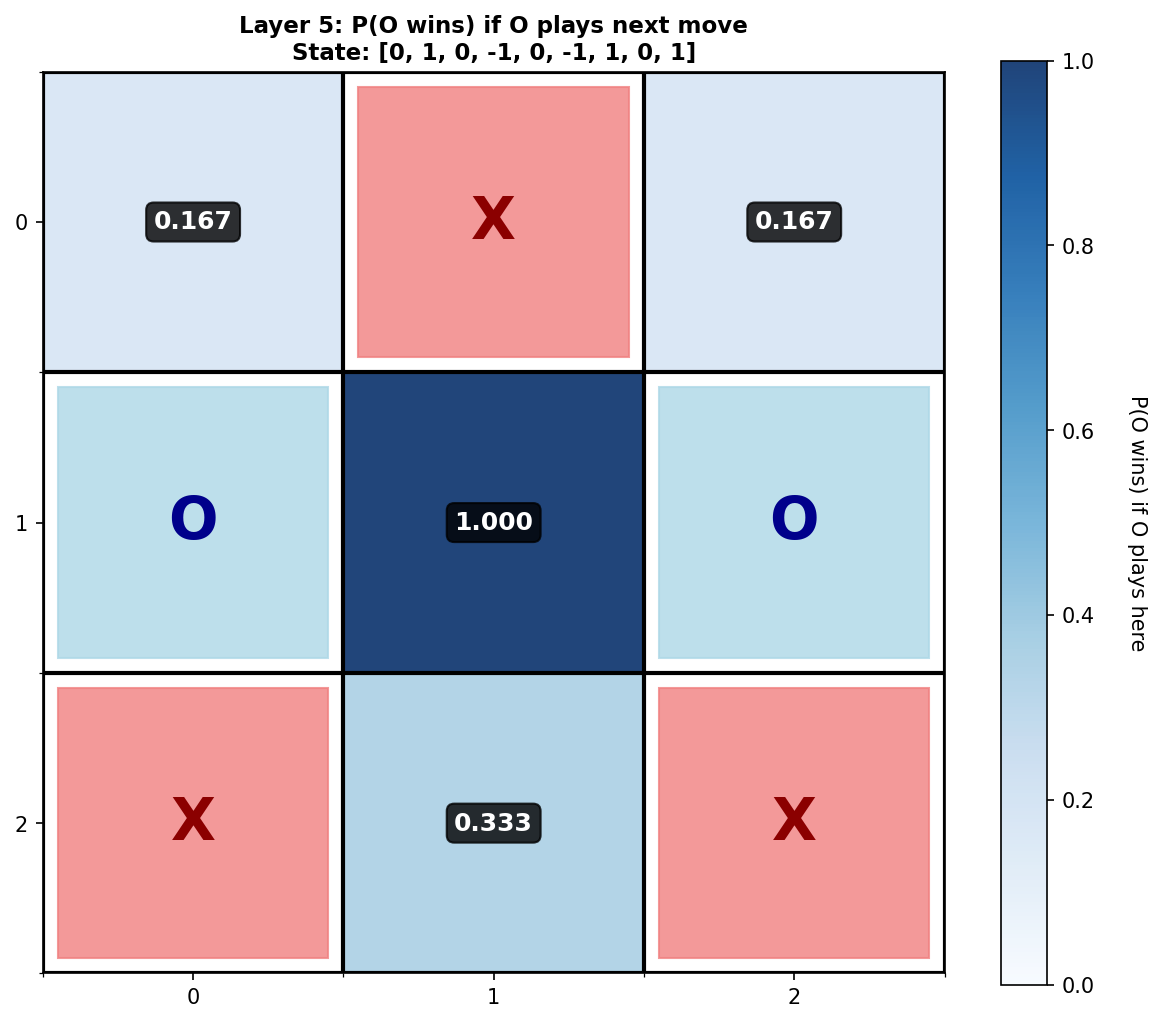 Layer 5: P(O wins) if O plays next move
State: [0, 1, 0, -1, 0, -1, 1, 0, 1]
0.167 X 0.167
O 1.000 O
X 0.333 X
0
1
2
0 1 2
1.0
0.8
0.6
0.4
0.2
0.0
P(O wins) if O plays here